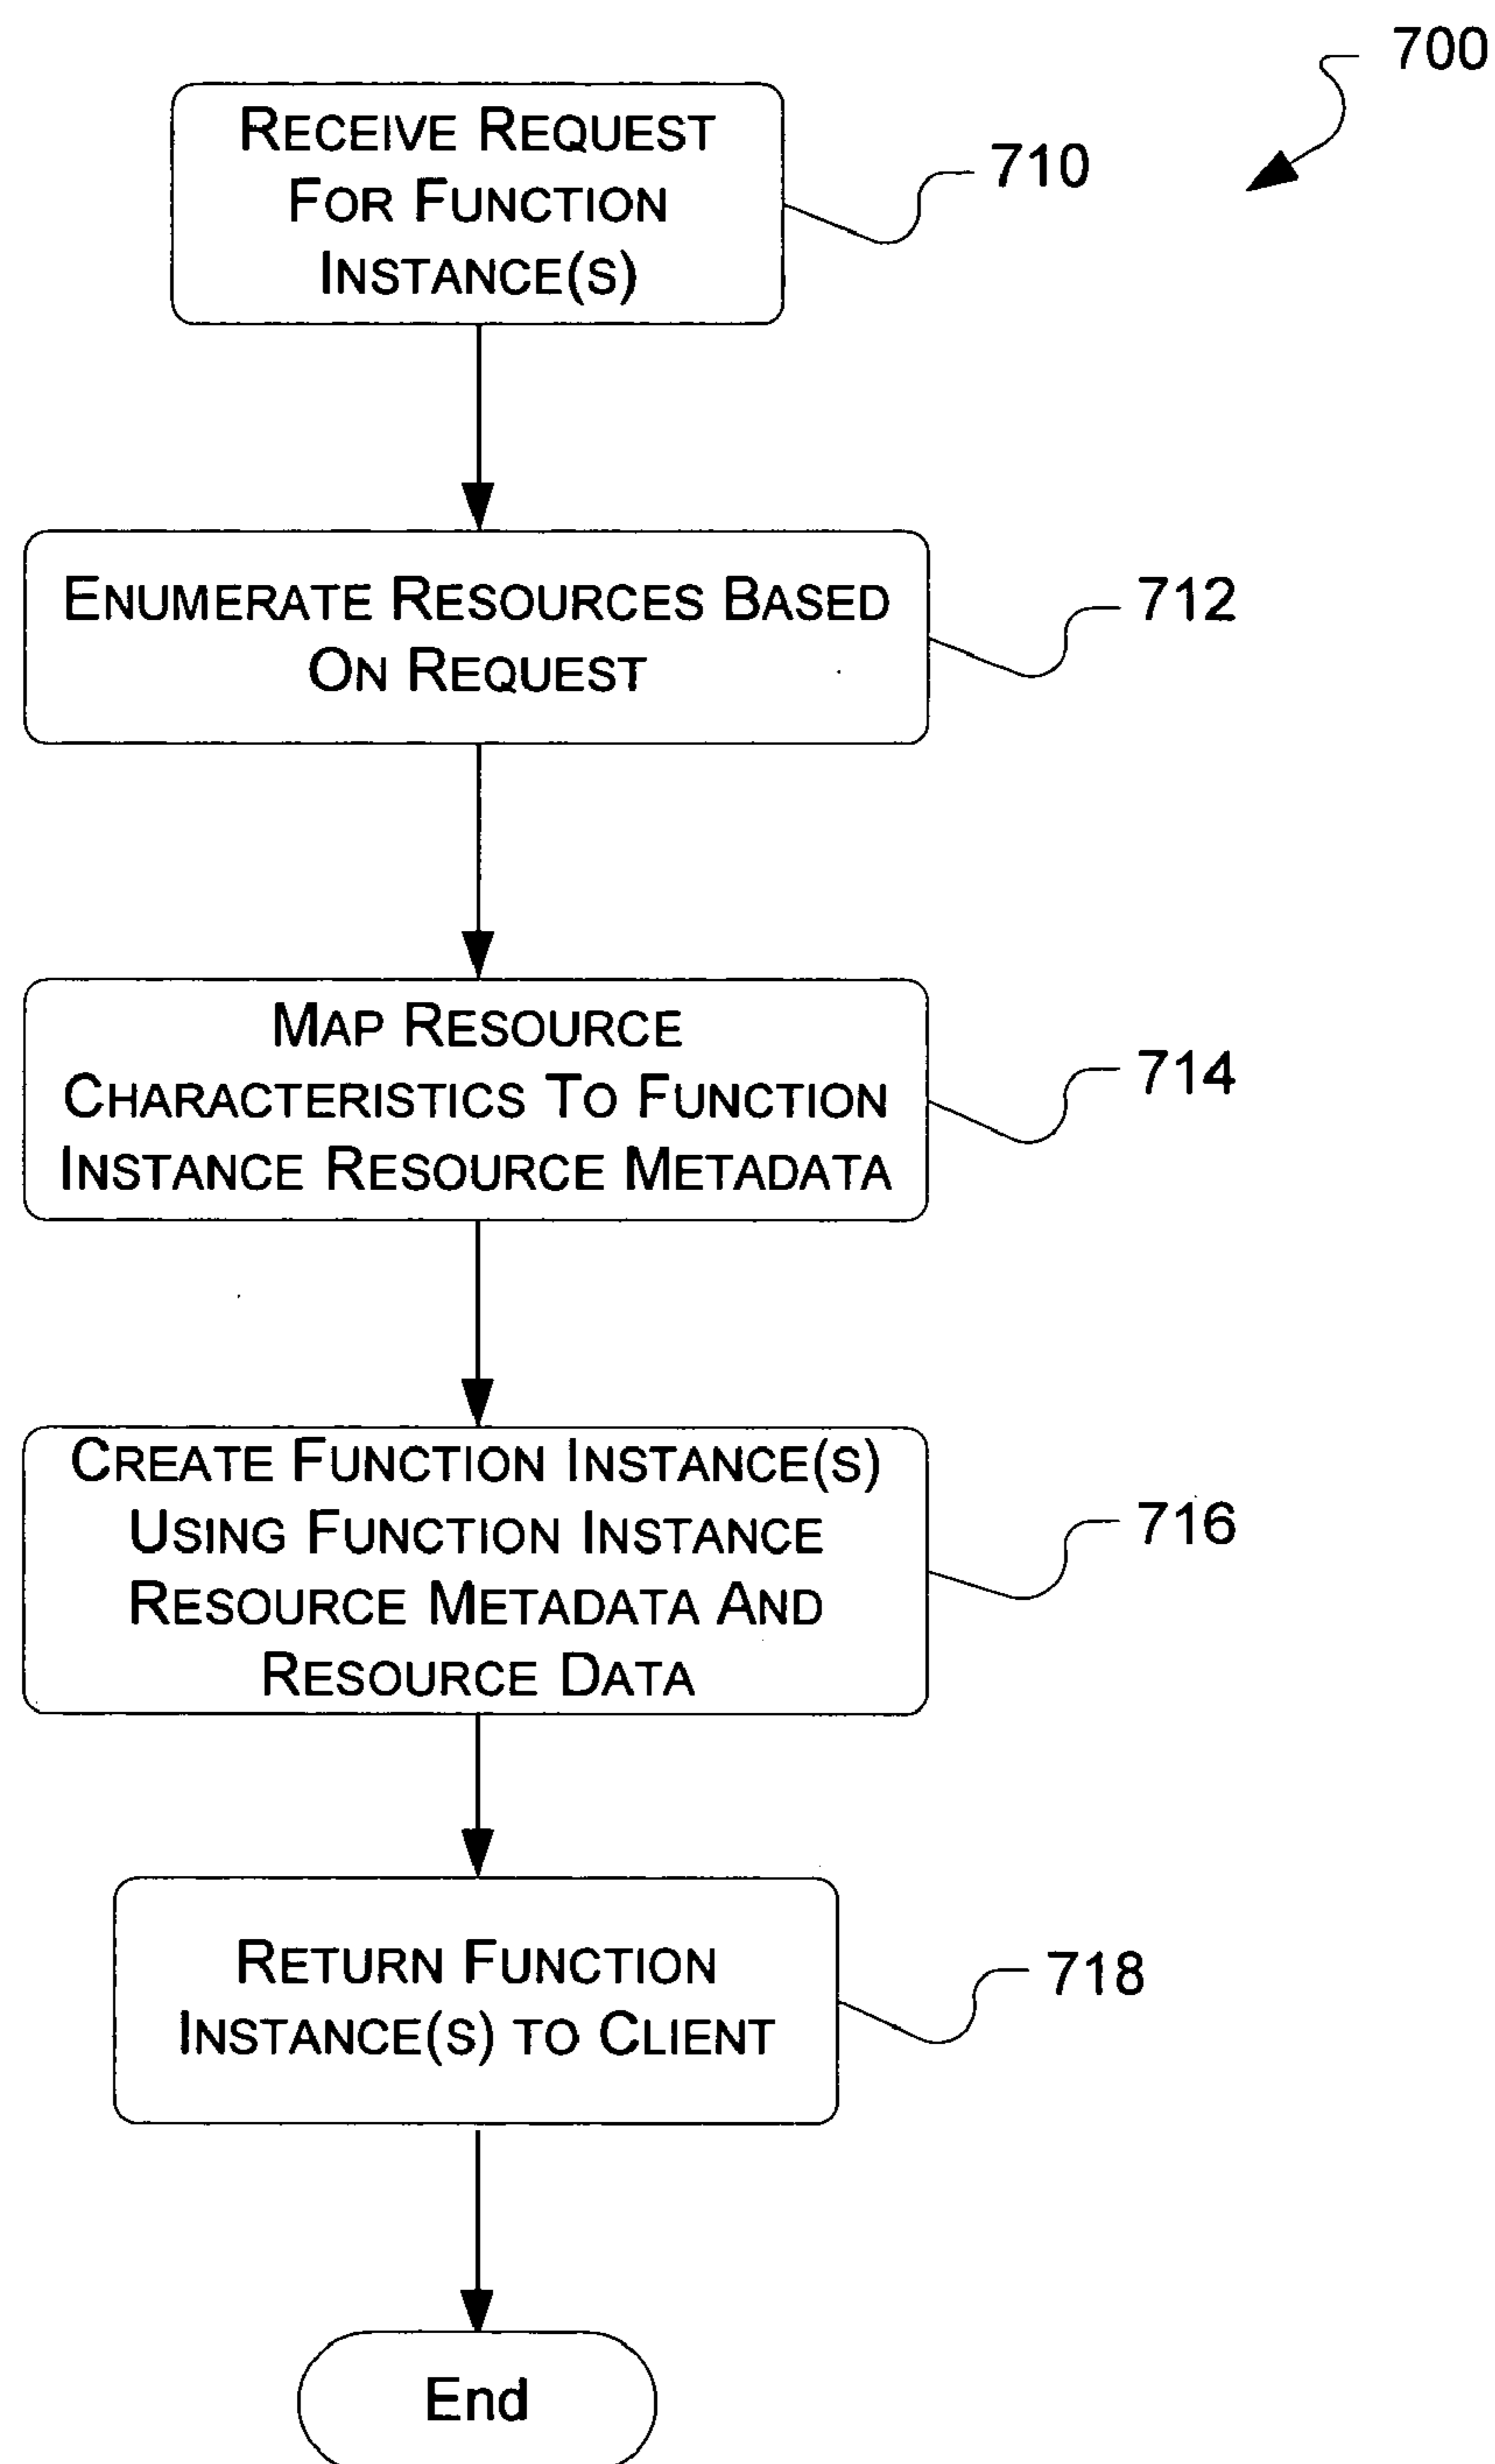 700
RECEIVE REQUEST
FOR FUNCTION
INSTANCE(S)
710
ENUMERATE RESOURCES BASED
ON REQUEST
712
MAP RESOURCE
CHARACTERISTICS TO FUNCTION
INSTANCE RESOURCE METADATA
714
CREATE FUNCTION INSTANCE(S)
USING FUNCTION INSTANCE
RESOURCE METADATA AND
RESOURCE DATA
716
RETURN FUNCTION
INSTANCE(S) TO CLIENT
718
End